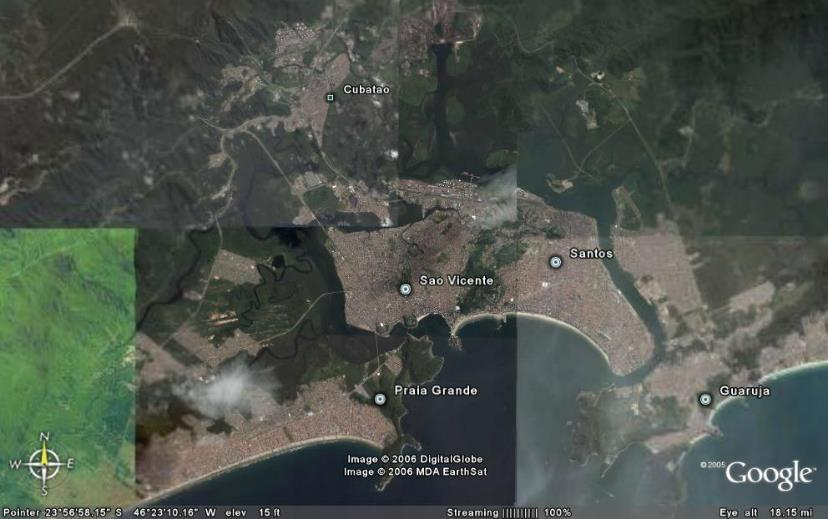 Cubatao
Santos
Sao Vicente
Praia Grande
Guaruja
N
W E
S
Image © 2006 DigitalGlobe
Image © 2006 MDA EarthSat
© 2005 Google™
Pointer 23°56'58.15" S 46°23'10.16" W elev 15 ft Streaming |||||||||| 100% Eye alt 18.15 mi